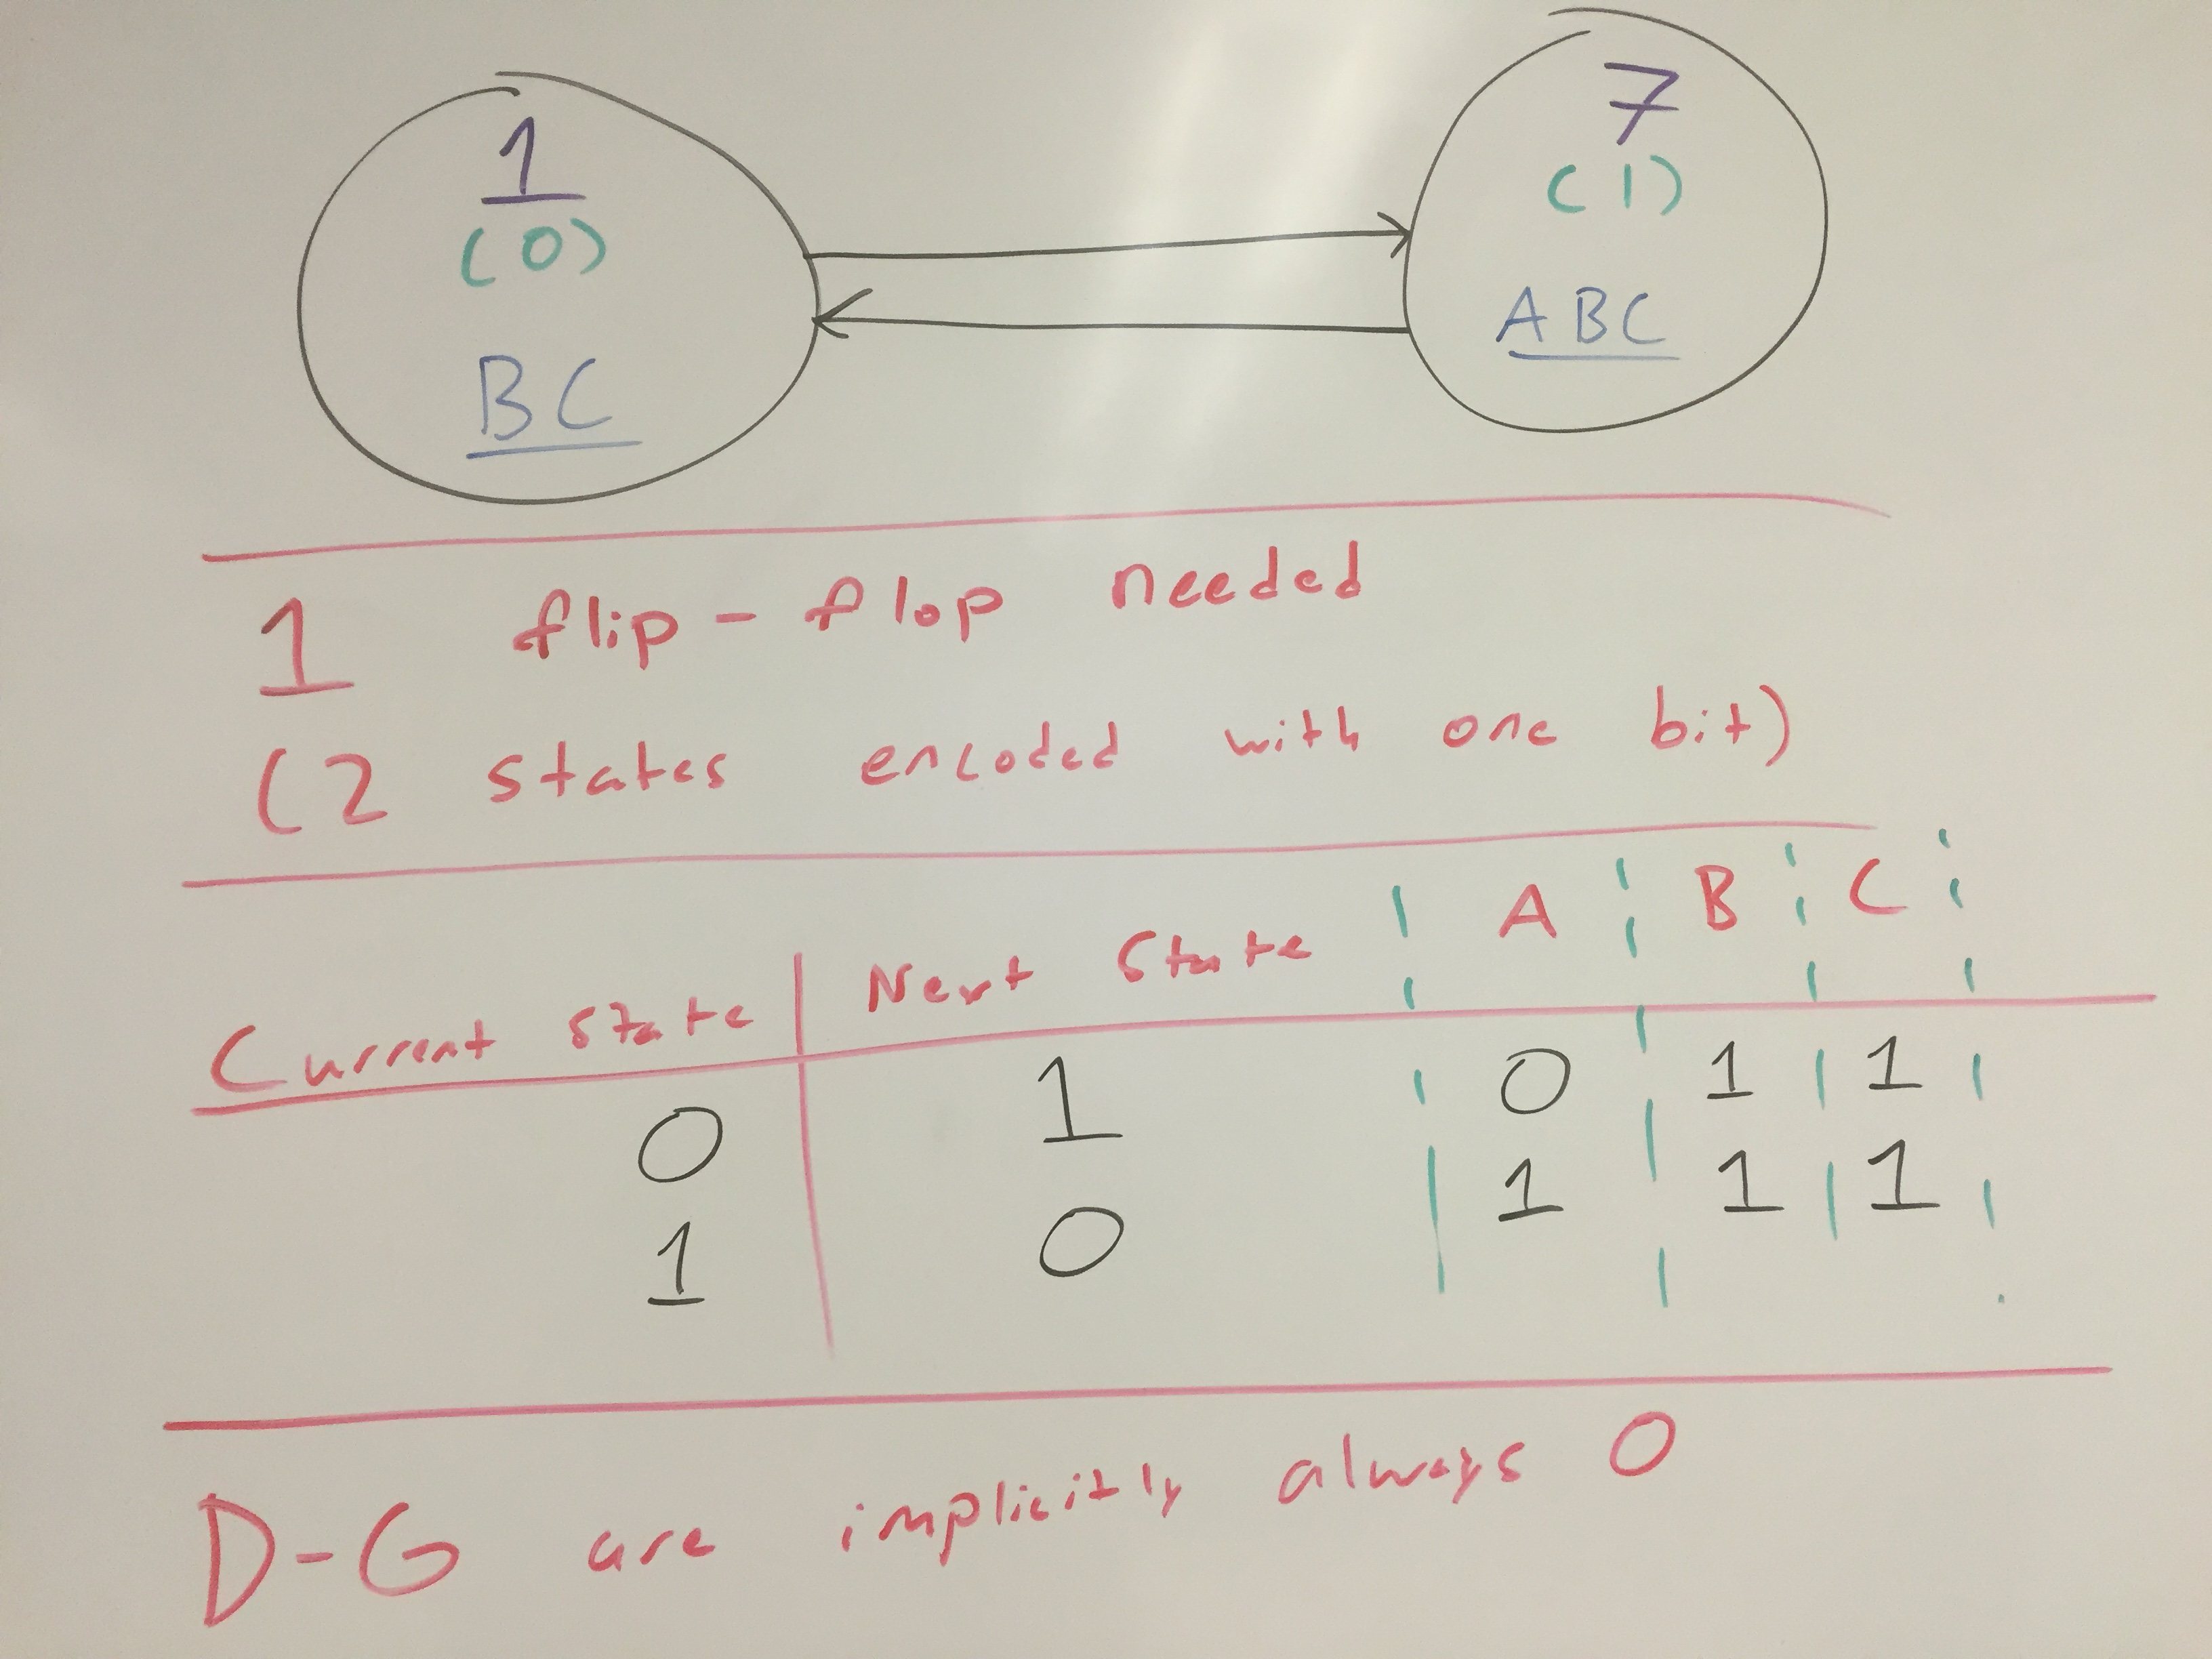 1
(0)
BC
7
(1)
ABC
1 flip-flop needed
(2 states encoded with one bit)
Current State Next State A B C
0 1 0 1 1
1 0 1 1 1
D-G are implicitly always 0